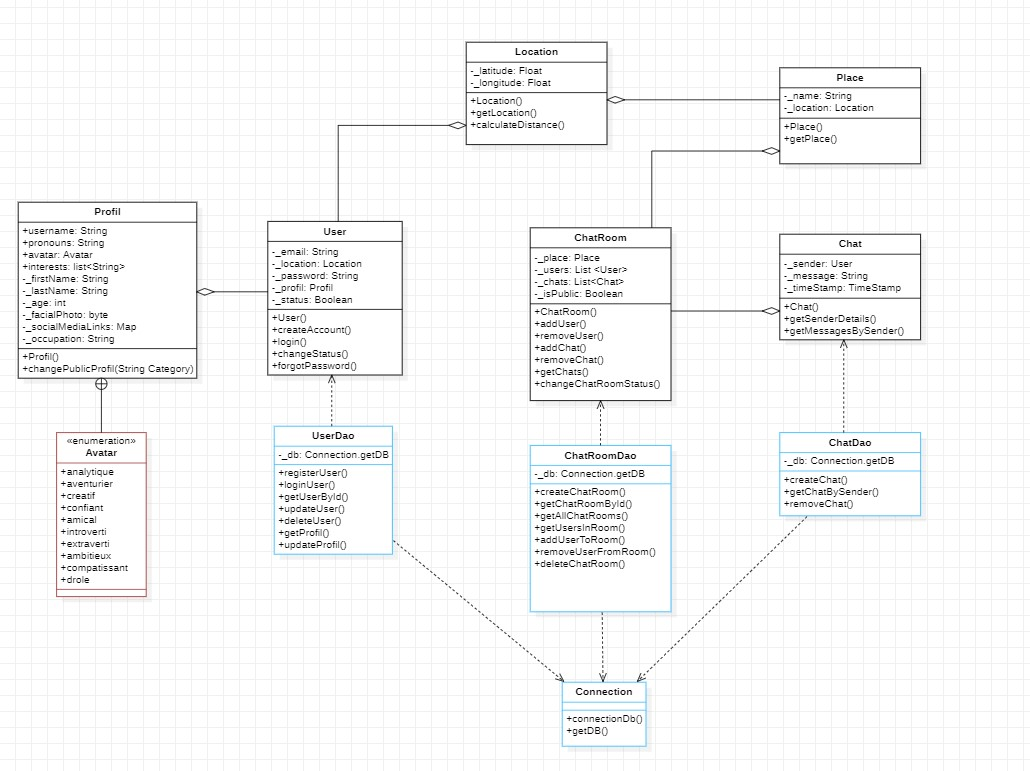 Location
-_latitude: Float
-_longitude: Float
+Location()
+getLocation()
+calculateDistance()
Place
-_name: String
-_location: Location
+Place()
+getPlace()
Profil
+username: String
+pronouns: String
+avatar: Avatar
+interests: list<String>
-_firstName: String
-_lastName: String
-_age: int
-_facialPhoto: byte
-_socialMediaLinks: Map
-_occupation: String
+Profil()
+changePublicProfil(String Category)
User
-_email: String
-_location: Location
-_password: String
-_profil: Profil
-_status: Boolean
+User()
+createAccount()
+login()
+changeStatus()
+forgotPassword()
ChatRoom
-_place: Place
-_users: List <User>
-_chats: List<Chat>
-_isPublic: Boolean
+ChatRoom()
+addUser()
+removeUser()
+addChat()
+removeChat()
+getChats()
+changeChatRoomStatus()
Chat
-_sender: User
-_message: String
-_timeStamp: TimeStamp
+Chat()
+getSenderDetails()
+getMessagesBySender()
«enumeration»
Avatar
+analytique
+aventurier
+creatif
+confiant
+amical
+introverti
+extraverti
+ambitieux
+compatissant
+drole
UserDao
-_db: Connection.getDB
+registerUser()
+loginUser()
+getUserById()
+updateUser()
+deleteUser()
+getProfil()
+updateProfil()
ChatRoomDao
-_db: Connection.getDB
+createChatRoom()
+getChatRoomById()
+getAllChatRooms()
+getUsersInRoom()
+addUserToRoom()
+removeUserFromRoom()
+deleteChatRoom()
ChatDao
-_db: Connection.getDB
+createChat()
+getChatBySender()
+removeChat()
Connection
+connectionDb()
+getDB()